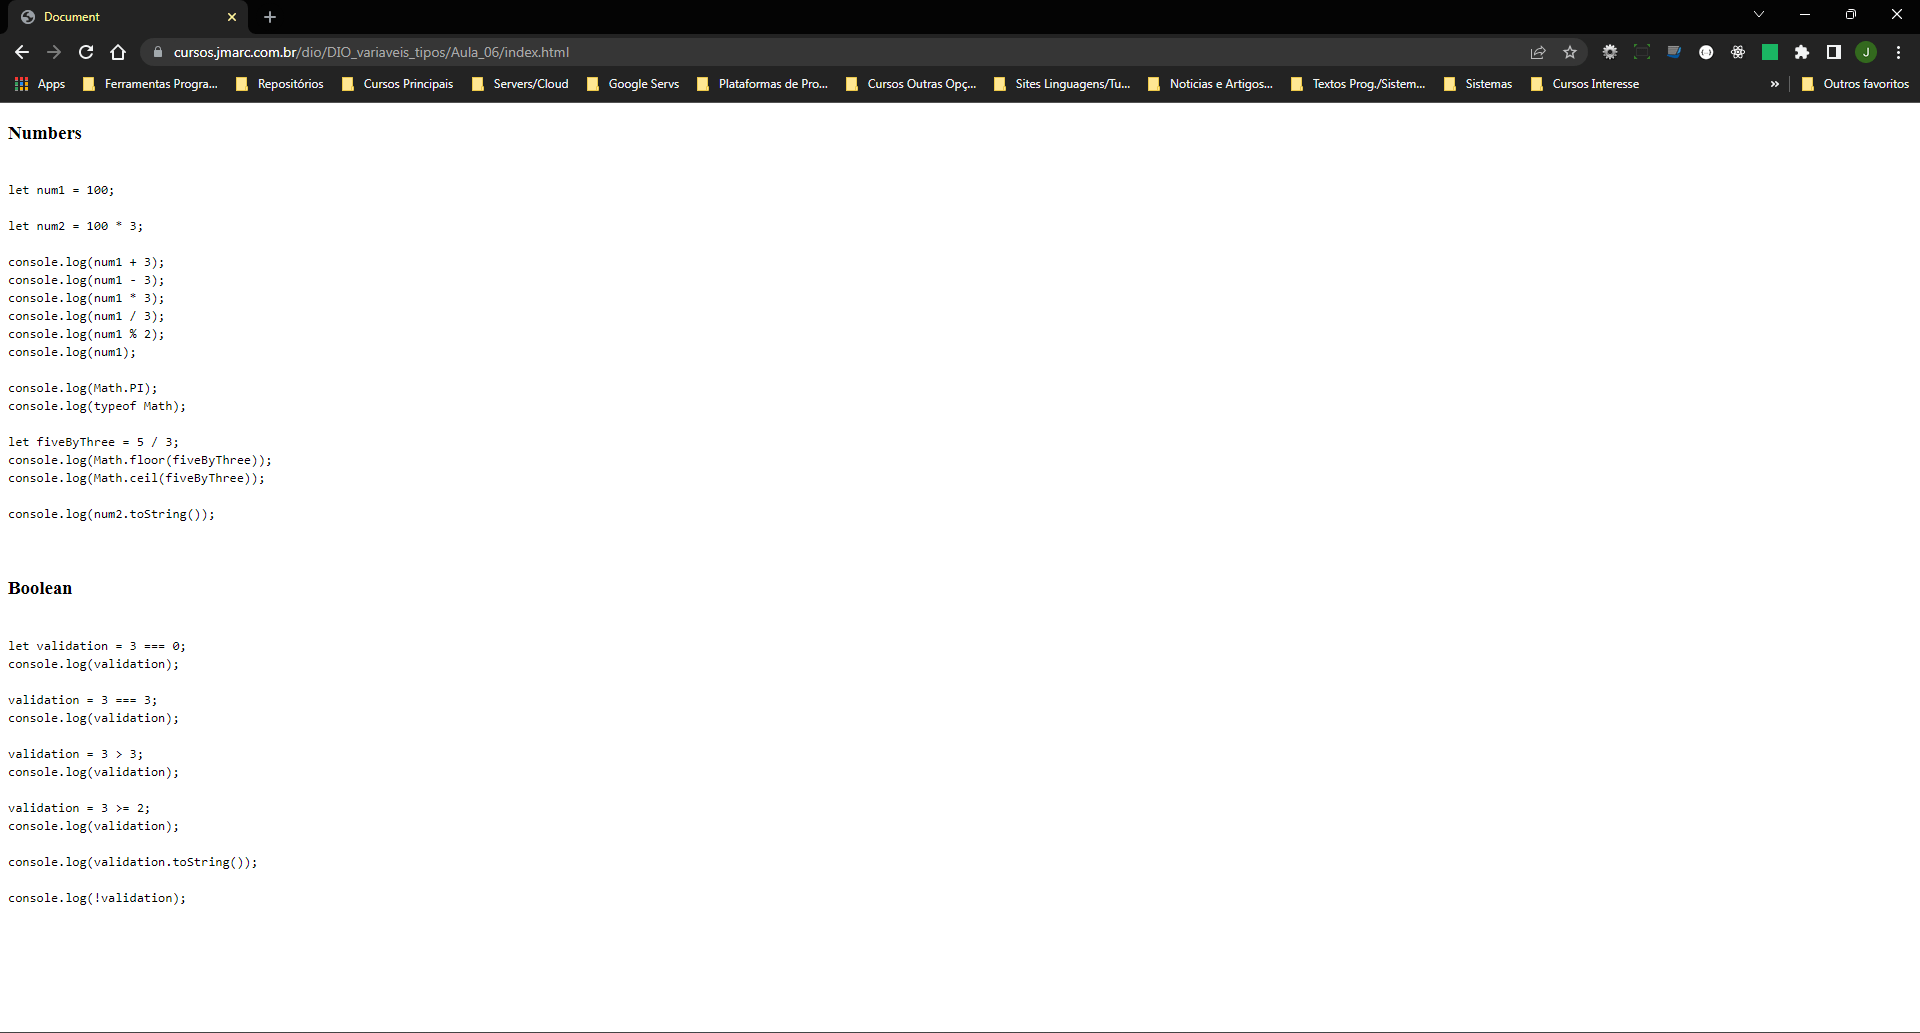 Document
cursos.jmarc.com.br/dio/DIO_variaveis_tipos/Aula_06/index.html
J
Apps Ferramentas Progra... Repositórios Cursos Principais Servers/Cloud Google Servs Plataformas de Pro... Cursos Outras Opç... Sites Linguagens/Tu... Noticias e Artigos... Textos Prog./Sistem... Sistemas Cursos Interesse » Outros favoritos
Numbers
let num1 = 100;
let num2 = 100 * 3;
console.log(num1 + 3);
console.log(num1 - 3);
console.log(num1 * 3);
console.log(num1 / 3);
console.log(num1 % 2);
console.log(num1);
console.log(Math.PI);
console.log(typeof Math);
let fiveByThree = 5 / 3;
console.log(Math.floor(fiveByThree));
console.log(Math.ceil(fiveByThree));
console.log(num2.toString());
Boolean
let validation = 3 === 0;
console.log(validation);
validation = 3 === 3;
console.log(validation);
validation = 3 > 3;
console.log(validation);
validation = 3 >= 2;
console.log(validation);
console.log(validation.toString());
console.log(!validation);